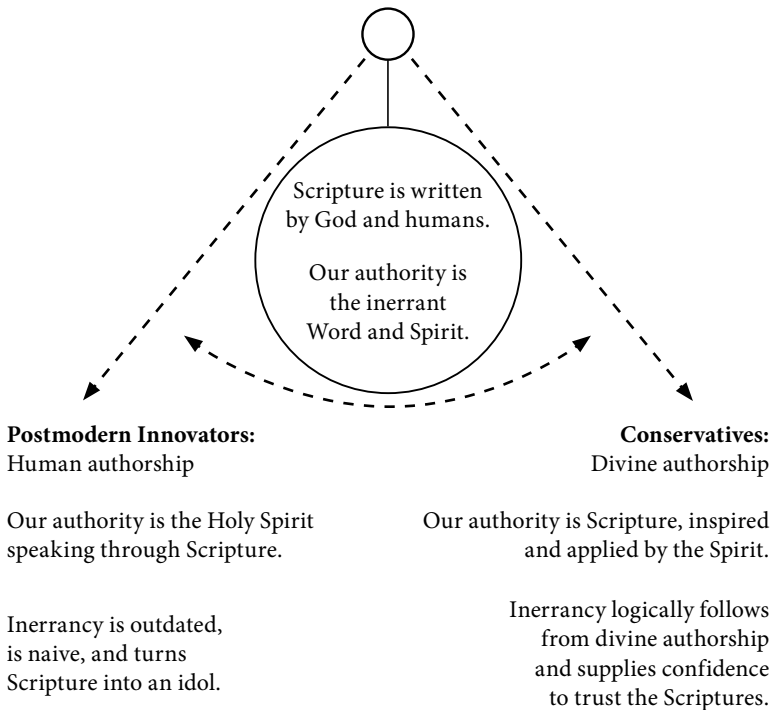 Scripture is written
by God and humans.
Our authority is
the inerrant
Word and Spirit.
Postmodern Innovators:
Human authorship
Our authority is the Holy Spirit
speaking through Scripture.
Inerrancy is outdated,
is naive, and turns
Scripture into an idol.
Conservatives:
Divine authorship
Our authority is Scripture, inspired
and applied by the Spirit.
Inerrancy logically follows
from divine authorship
and supplies confidence
to trust the Scriptures.